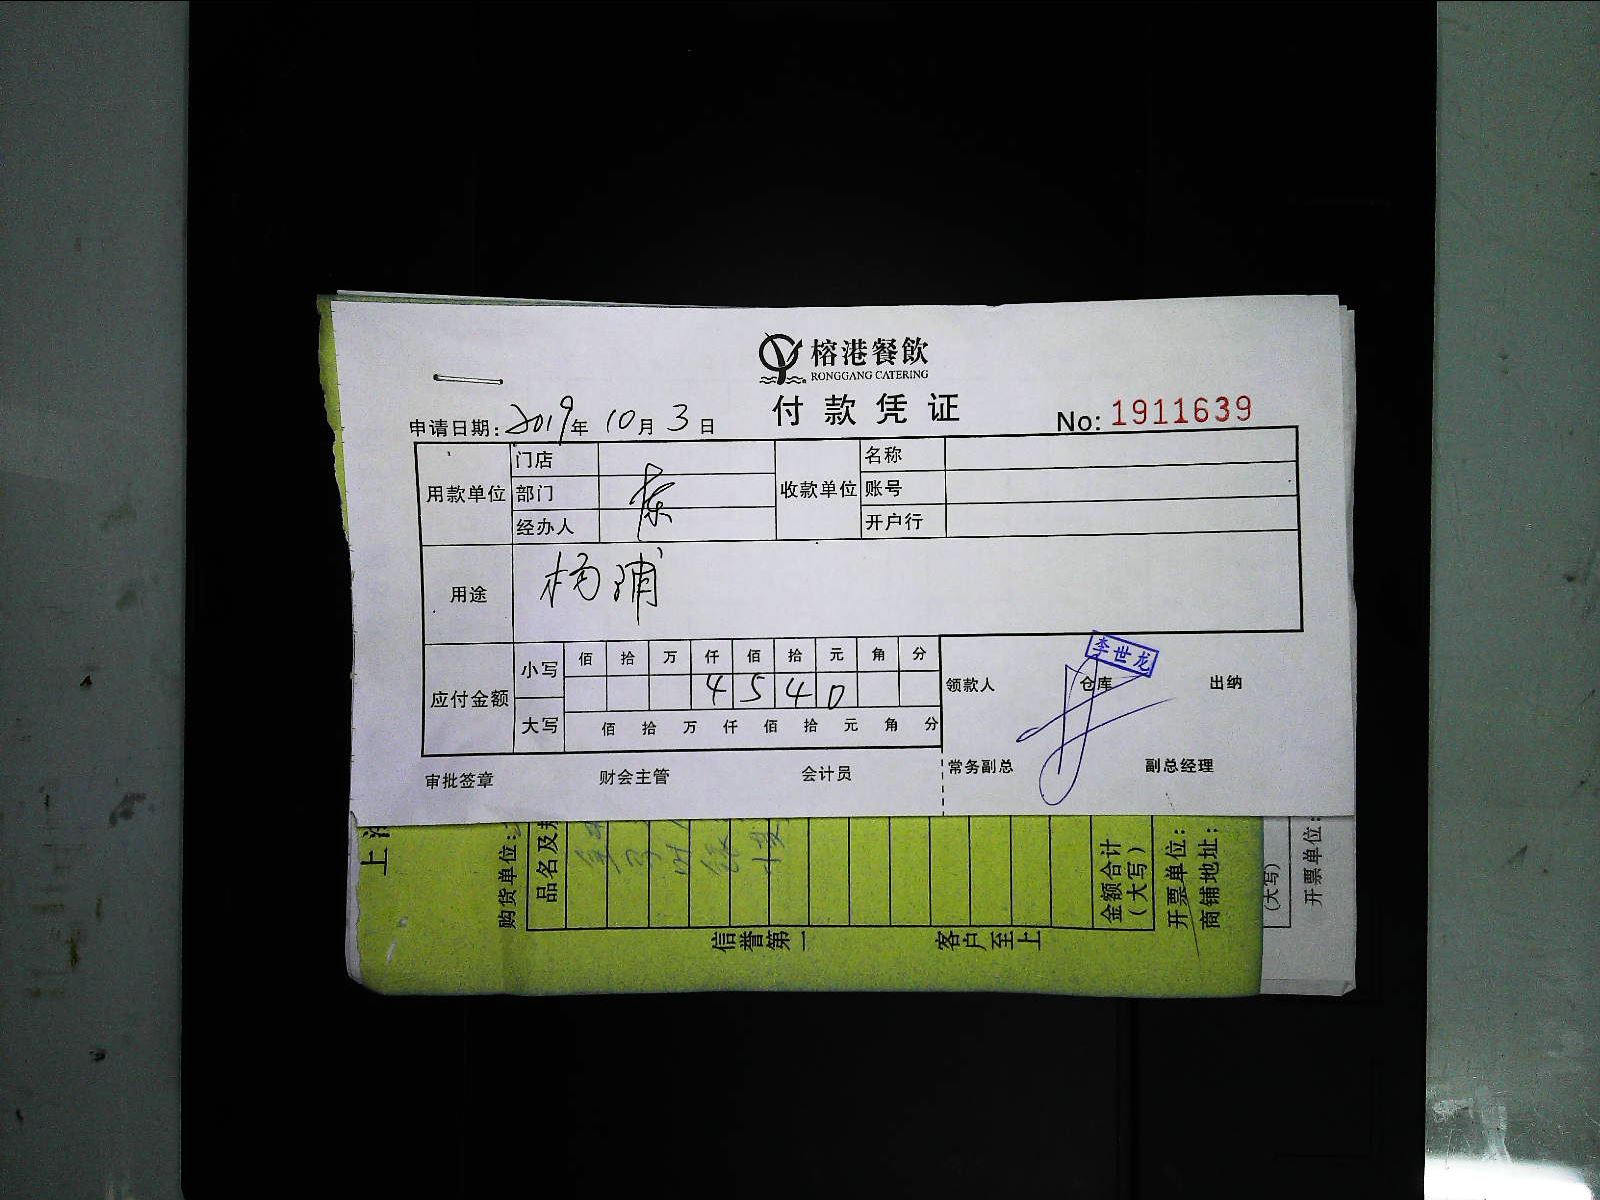 榕港餐飲
RONGGANG CATERING
付款凭证
申请日期: 2019年 10月 3日
No: 1911639
用款单位 门店
部门
经办人
收款单位 名称
账号
开户行
用途 杨浦
应付金额 小写 佰 拾 万 仟 佰 拾 元 角 分
4 5 4 0
大写 佰 拾 万 仟 佰 拾 元 角 分
李世龙
领款人 仓库 出纳
常务副总 副总经理
审批签章 财会主管 会计员
购货单位:
品名及规
金额合计
(大写)
开票单位:
商铺地址:
信誉第一 客户至上
(大写)
开票单位: